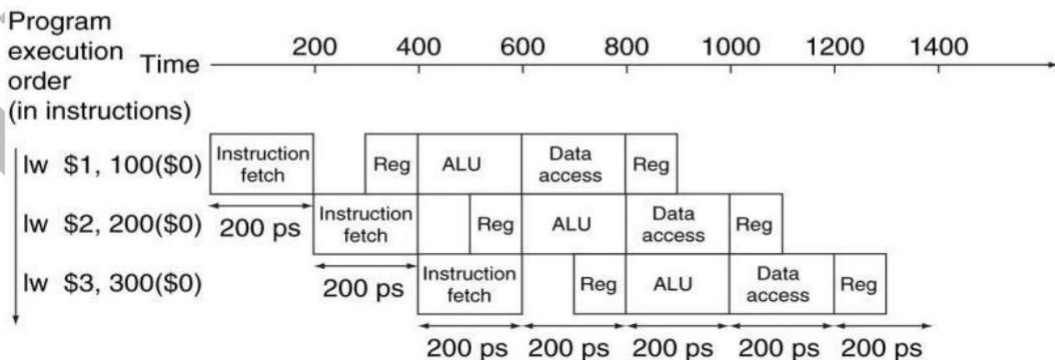 Program
execution
order
(in instructions)
Time
200 400 600 800 1000 1200 1400
lw $1, 100($0)
Instruction
fetch
Reg
ALU
Data
access
Reg
200 ps
lw $2, 200($0)
Instruction
fetch
Reg
ALU
Data
access
Reg
200 ps
lw $3, 300($0)
Instruction
fetch
Reg
ALU
Data
access
Reg
200 ps 200 ps 200 ps 200 ps 200 ps